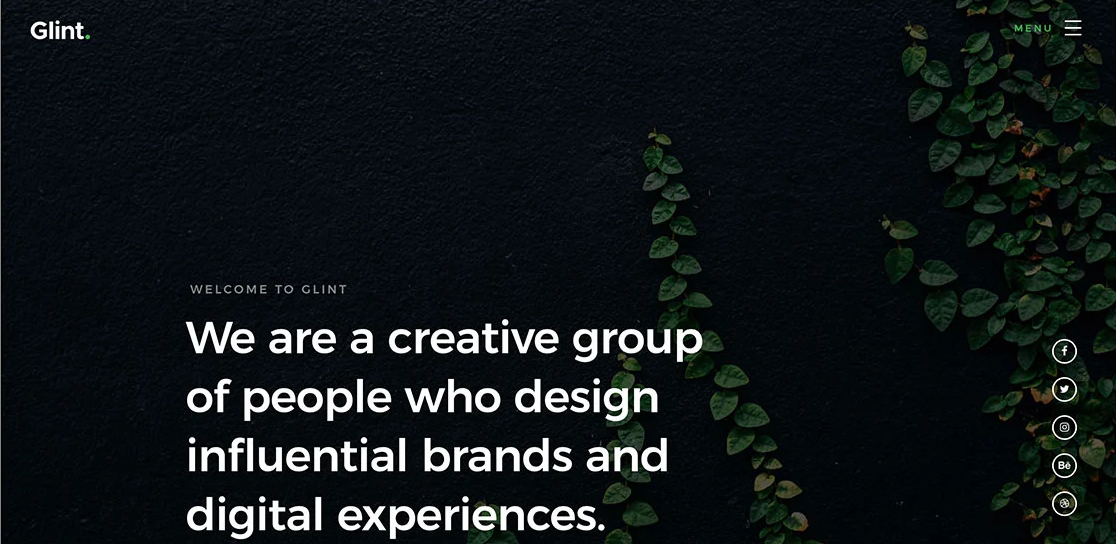 Glint.
MENU
WELCOME TO GLINT
We are a creative group
of people who design
influential brands and
digital experiences.
Bē